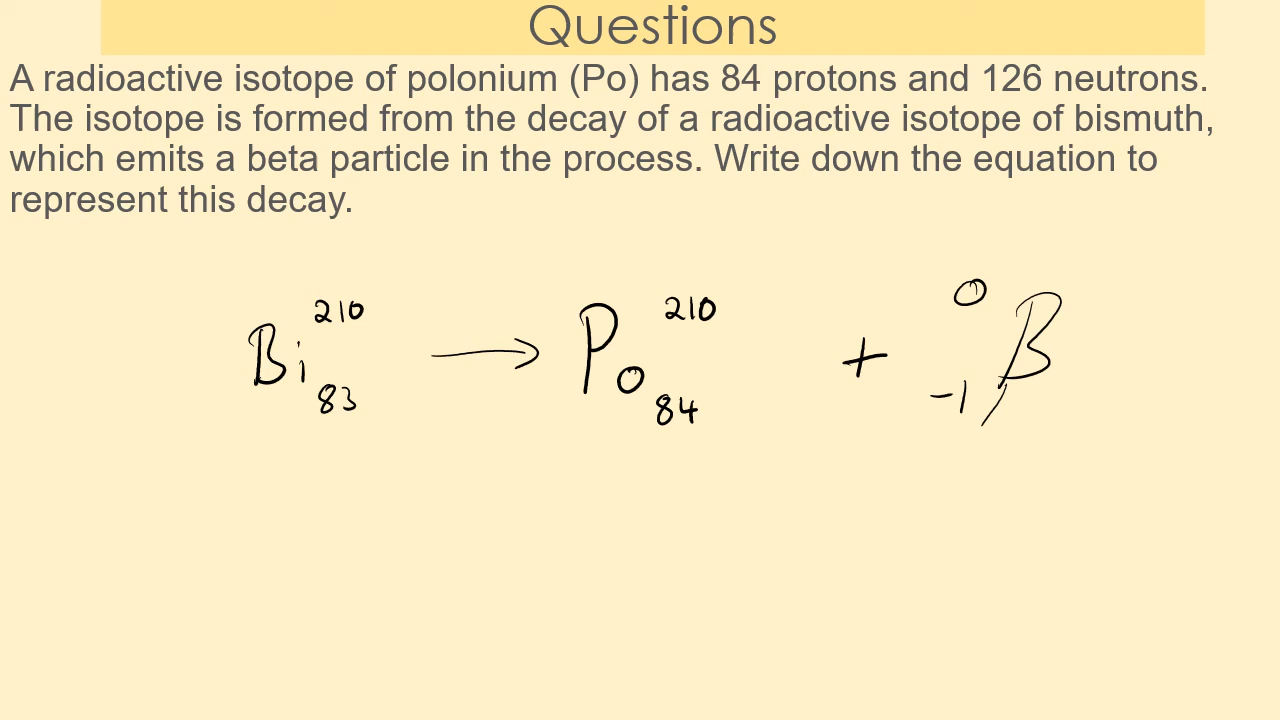 Questions
A radioactive isotope of polonium (Po) has 84 protons and 126 neutrons.
The isotope is formed from the decay of a radioactive isotope of bismuth,
which emits a beta particle in the process. Write down the equation to
represent this decay.
Bi 210 83 → Po 210 84 + 0 -1 β